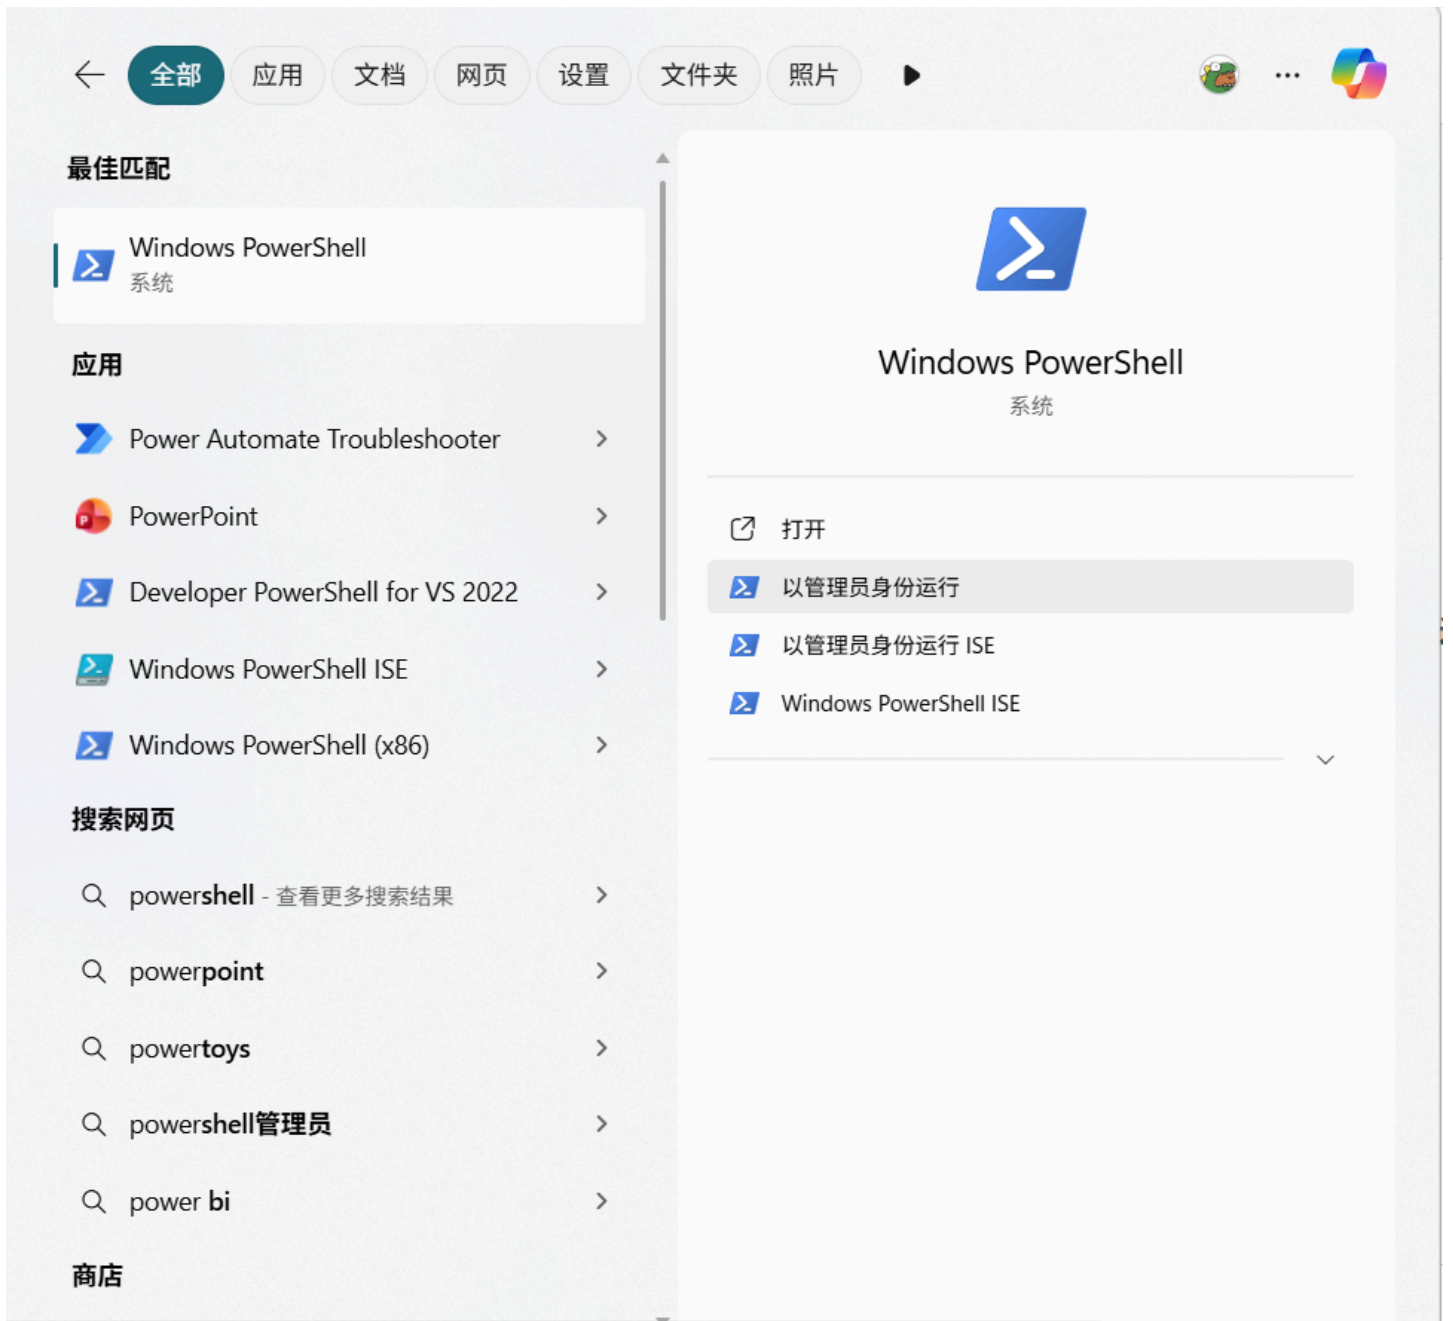 全部 应用 文档 网页 设置 文件夹 照片
最佳匹配
Windows PowerShell
系统
应用
Power Automate Troubleshooter
PowerPoint
Developer PowerShell for VS 2022
Windows PowerShell ISE
Windows PowerShell (x86)
搜索网页
powershell - 查看更多搜索结果
powerpoint
powertoys
powershell管理员
power bi
商店
Windows PowerShell
系统
打开
以管理员身份运行
以管理员身份运行 ISE
Windows PowerShell ISE